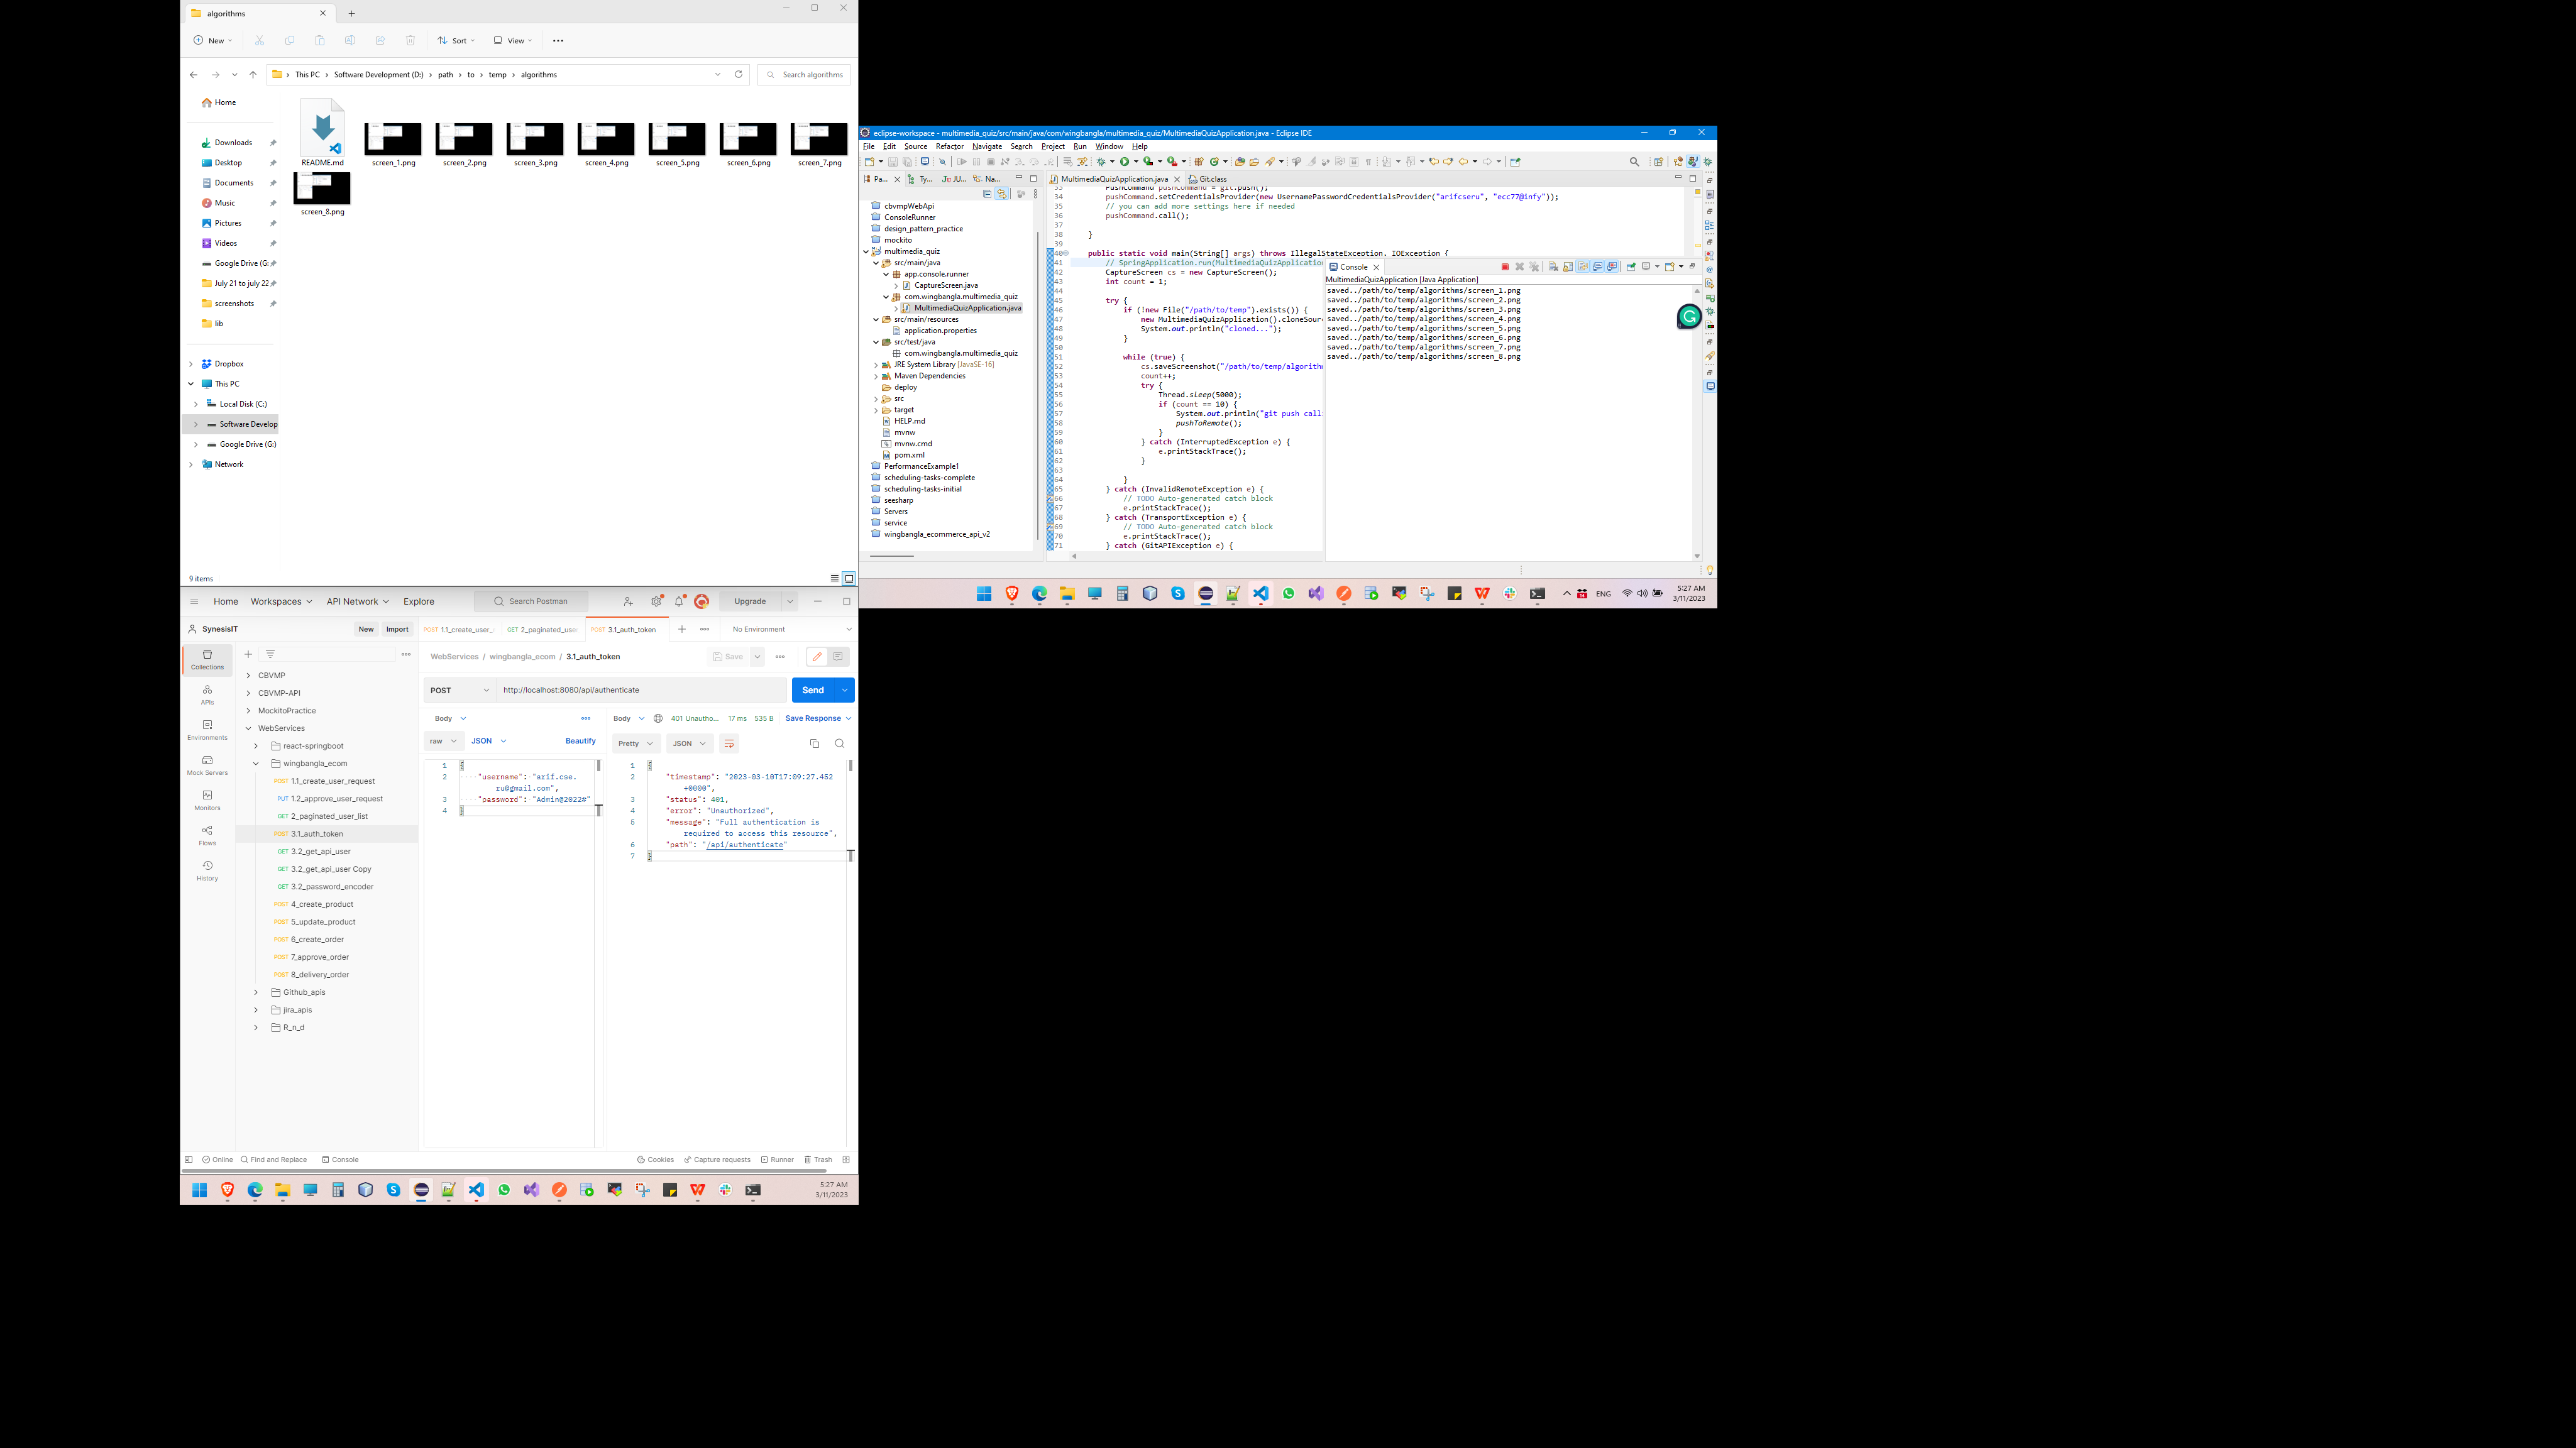 algorithms
New
Sort
View
This PC > Software Development (D:) > path > to > temp > algorithms
Search algorithms
Home
Downloads
Desktop
Documents
Music
Pictures
Videos
Google Drive (G:
July 21 to july 22
screenshots
lib
Dropbox
This PC
Local Disk (C:)
Software Develop
Google Drive (G:)
Network
README.md
screen_1.png
screen_2.png
screen_3.png
screen_4.png
screen_5.png
screen_6.png
screen_7.png
screen_8.png
9 items
eclipse-workspace - multimedia_quiz/src/main/java/com/wingbangla/multimedia_quiz/MultimediaQuizApplication.java - Eclipse IDE
File Edit Source Refactor Navigate Search Project Run Window Help
Pa... Ty... JU... Na...
cbvmpWebApi
ConsoleRunner
design_pattern_practice
mockito
multimedia_quiz
src/main/java
app.console.runner
CaptureScreen.java
com.wingbangla.multimedia_quiz
MultimediaQuizApplication.java
src/main/resources
application.properties
src/test/java
com.wingbangla.multimedia_quiz
JRE System Library [JavaSE-16]
Maven Dependencies
deploy
src
target
HELP.md
mvnw
mvnw.cmd
pom.xml
PerformanceExample1
scheduling-tasks-complete
scheduling-tasks-initial
seesharp
Servers
service
wingbangla_ecommerce_api_v2
MultimediaQuizApplication.java Git.class
33 PushCommand pushCommand = git.push();
34 pushCommand.setCredentialsProvider(new UsernamePasswordCredentialsProvider("arifcseru", "ecc77@infy"));
35 // you can add more settings here if needed
36 pushCommand.call();
37
38 }
39
40 public static void main(String[] args) throws IllegalStateException, IOException {
41 // SpringApplication.run(MultimediaQuizApplication
42 CaptureScreen cs = new CaptureScreen();
43 int count = 1;
44
45 try {
46 if (!new File("/path/to/temp").exists()) {
47 new MultimediaQuizApplication().cloneSour
48 System.out.println("cloned...");
49 }
50
51 while (true) {
52 cs.saveScreenshot("/path/to/temp/algorith
53 count++;
54 try {
55 Thread.sleep(5000);
56 if (count == 10) {
57 System.out.println("git push call
58 pushToRemote();
59 }
60 } catch (InterruptedException e) {
61 e.printStackTrace();
62 }
63
64 }
65 } catch (InvalidRemoteException e) {
66 // TODO Auto-generated catch block
67 e.printStackTrace();
68 } catch (TransportException e) {
69 // TODO Auto-generated catch block
70 e.printStackTrace();
71 } catch (GitAPIException e) {
Console
MultimediaQuizApplication [Java Application]
saved../path/to/temp/algorithms/screen_1.png
saved../path/to/temp/algorithms/screen_2.png
saved../path/to/temp/algorithms/screen_3.png
saved../path/to/temp/algorithms/screen_4.png
saved../path/to/temp/algorithms/screen_5.png
saved../path/to/temp/algorithms/screen_6.png
saved../path/to/temp/algorithms/screen_7.png
saved../path/to/temp/algorithms/screen_8.png
ENG
5:27 AM
3/11/2023
Home Workspaces API Network Explore
Search Postman
Upgrade
SynesisIT
New Import
POST 1.1_create_user_
GET 2_paginated_user
POST 3.1_auth_token
No Environment
Collections
APIs
Environments
Mock Servers
Monitors
Flows
History
CBVMP
CBVMP-API
MockitoPractice
WebServices
react-springboot
wingbangla_ecom
POST 1.1_create_user_request
PUT 1.2_approve_user_request
GET 2_paginated_user_list
POST 3.1_auth_token
GET 3.2_get_api_user
GET 3.2_get_api_user Copy
GET 3.2_password_encoder
POST 4_create_product
POST 5_update_product
POST 6_create_order
POST 7_approve_order
POST 8_delivery_order
Github_apis
jira_apis
R_n_d
WebServices / wingbangla_ecom / 3.1_auth_token
Save
POST http://localhost:8080/api/authenticate
Send
Body
raw JSON Beautify
1 {
2 "username": "arif.cse.
ru@gmail.com",
3 "password": "Admin@2022#"
4 }
Body 401 Unautho... 17 ms 535 B Save Response
Pretty JSON
1 {
2 "timestamp": "2023-03-10T17:09:27.452
+0000",
3 "status": 401,
4 "error": "Unauthorized",
5 "message": "Full authentication is
required to access this resource",
6 "path": "/api/authenticate"
7 }
Online Find and Replace Console
Cookies Capture requests Runner Trash
5:27 AM
3/11/2023